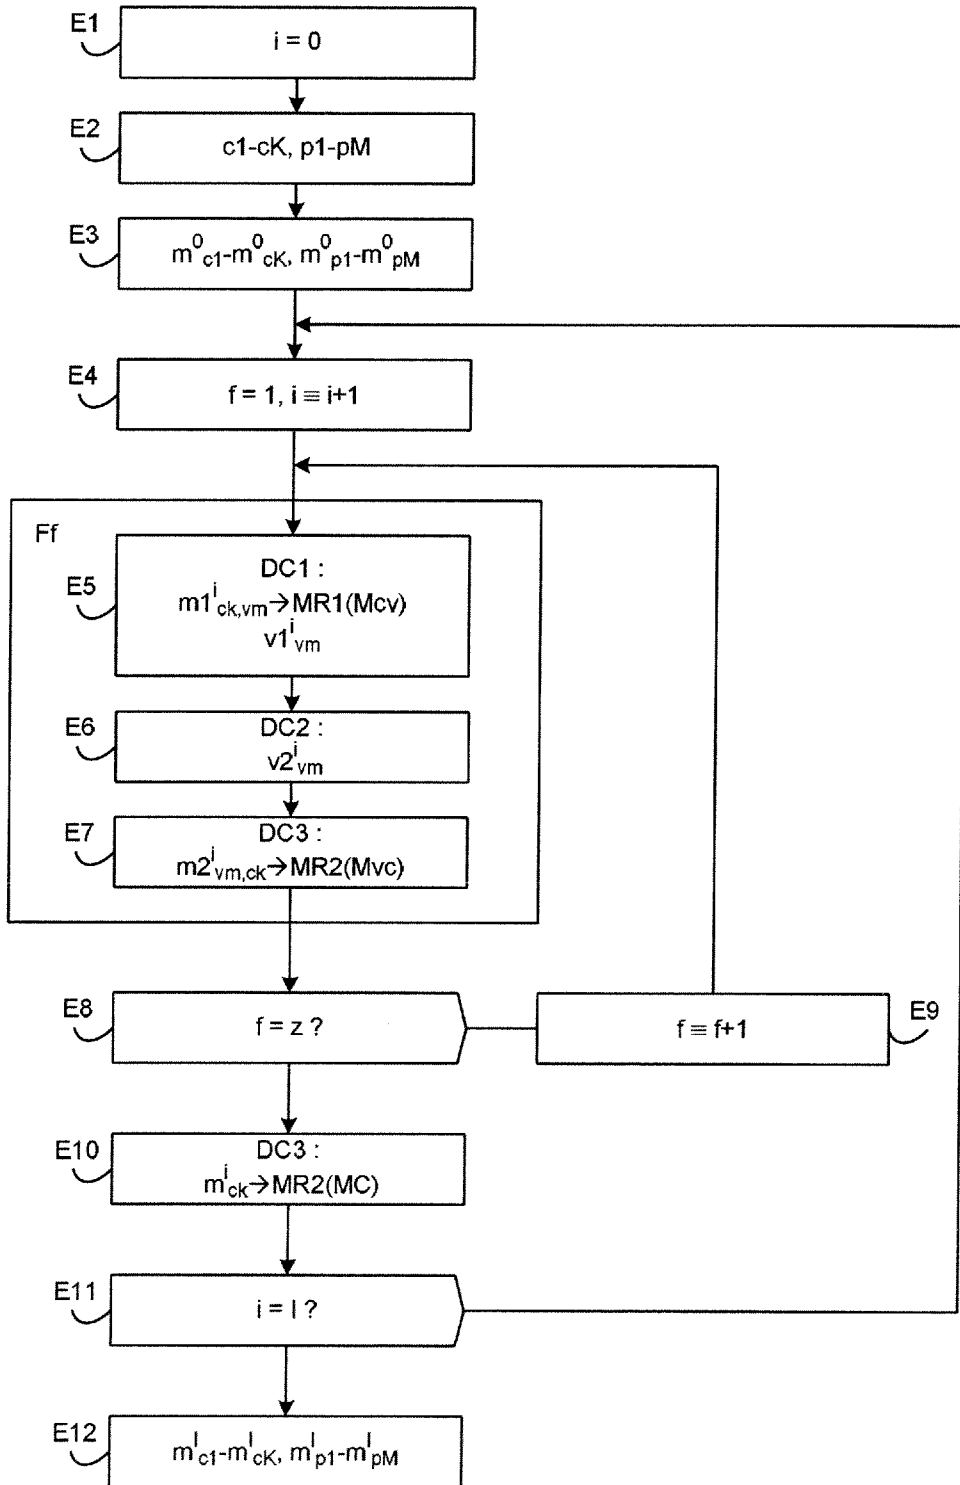 E1
i = 0
E2
c1-cK, p1-pM
E3
m⁰c1-m⁰cK, m⁰p1-m⁰pM
E4
f = 1, i ≡ i+1
Ff
E5
DC1 :
m1ⁱck,vm→MR1(Mcv)
v1ⁱvm
E6
DC2 :
v2ⁱvm
E7
DC3 :
m2ⁱvm,ck→MR2(Mvc)
E8
f = z ?
f ≡ f+1
E9
E10
DC3 :
mⁱck→MR2(MC)
E11
i = I ?
E12
mᴵc1-mᴵcK, mᴵp1-mᴵpM